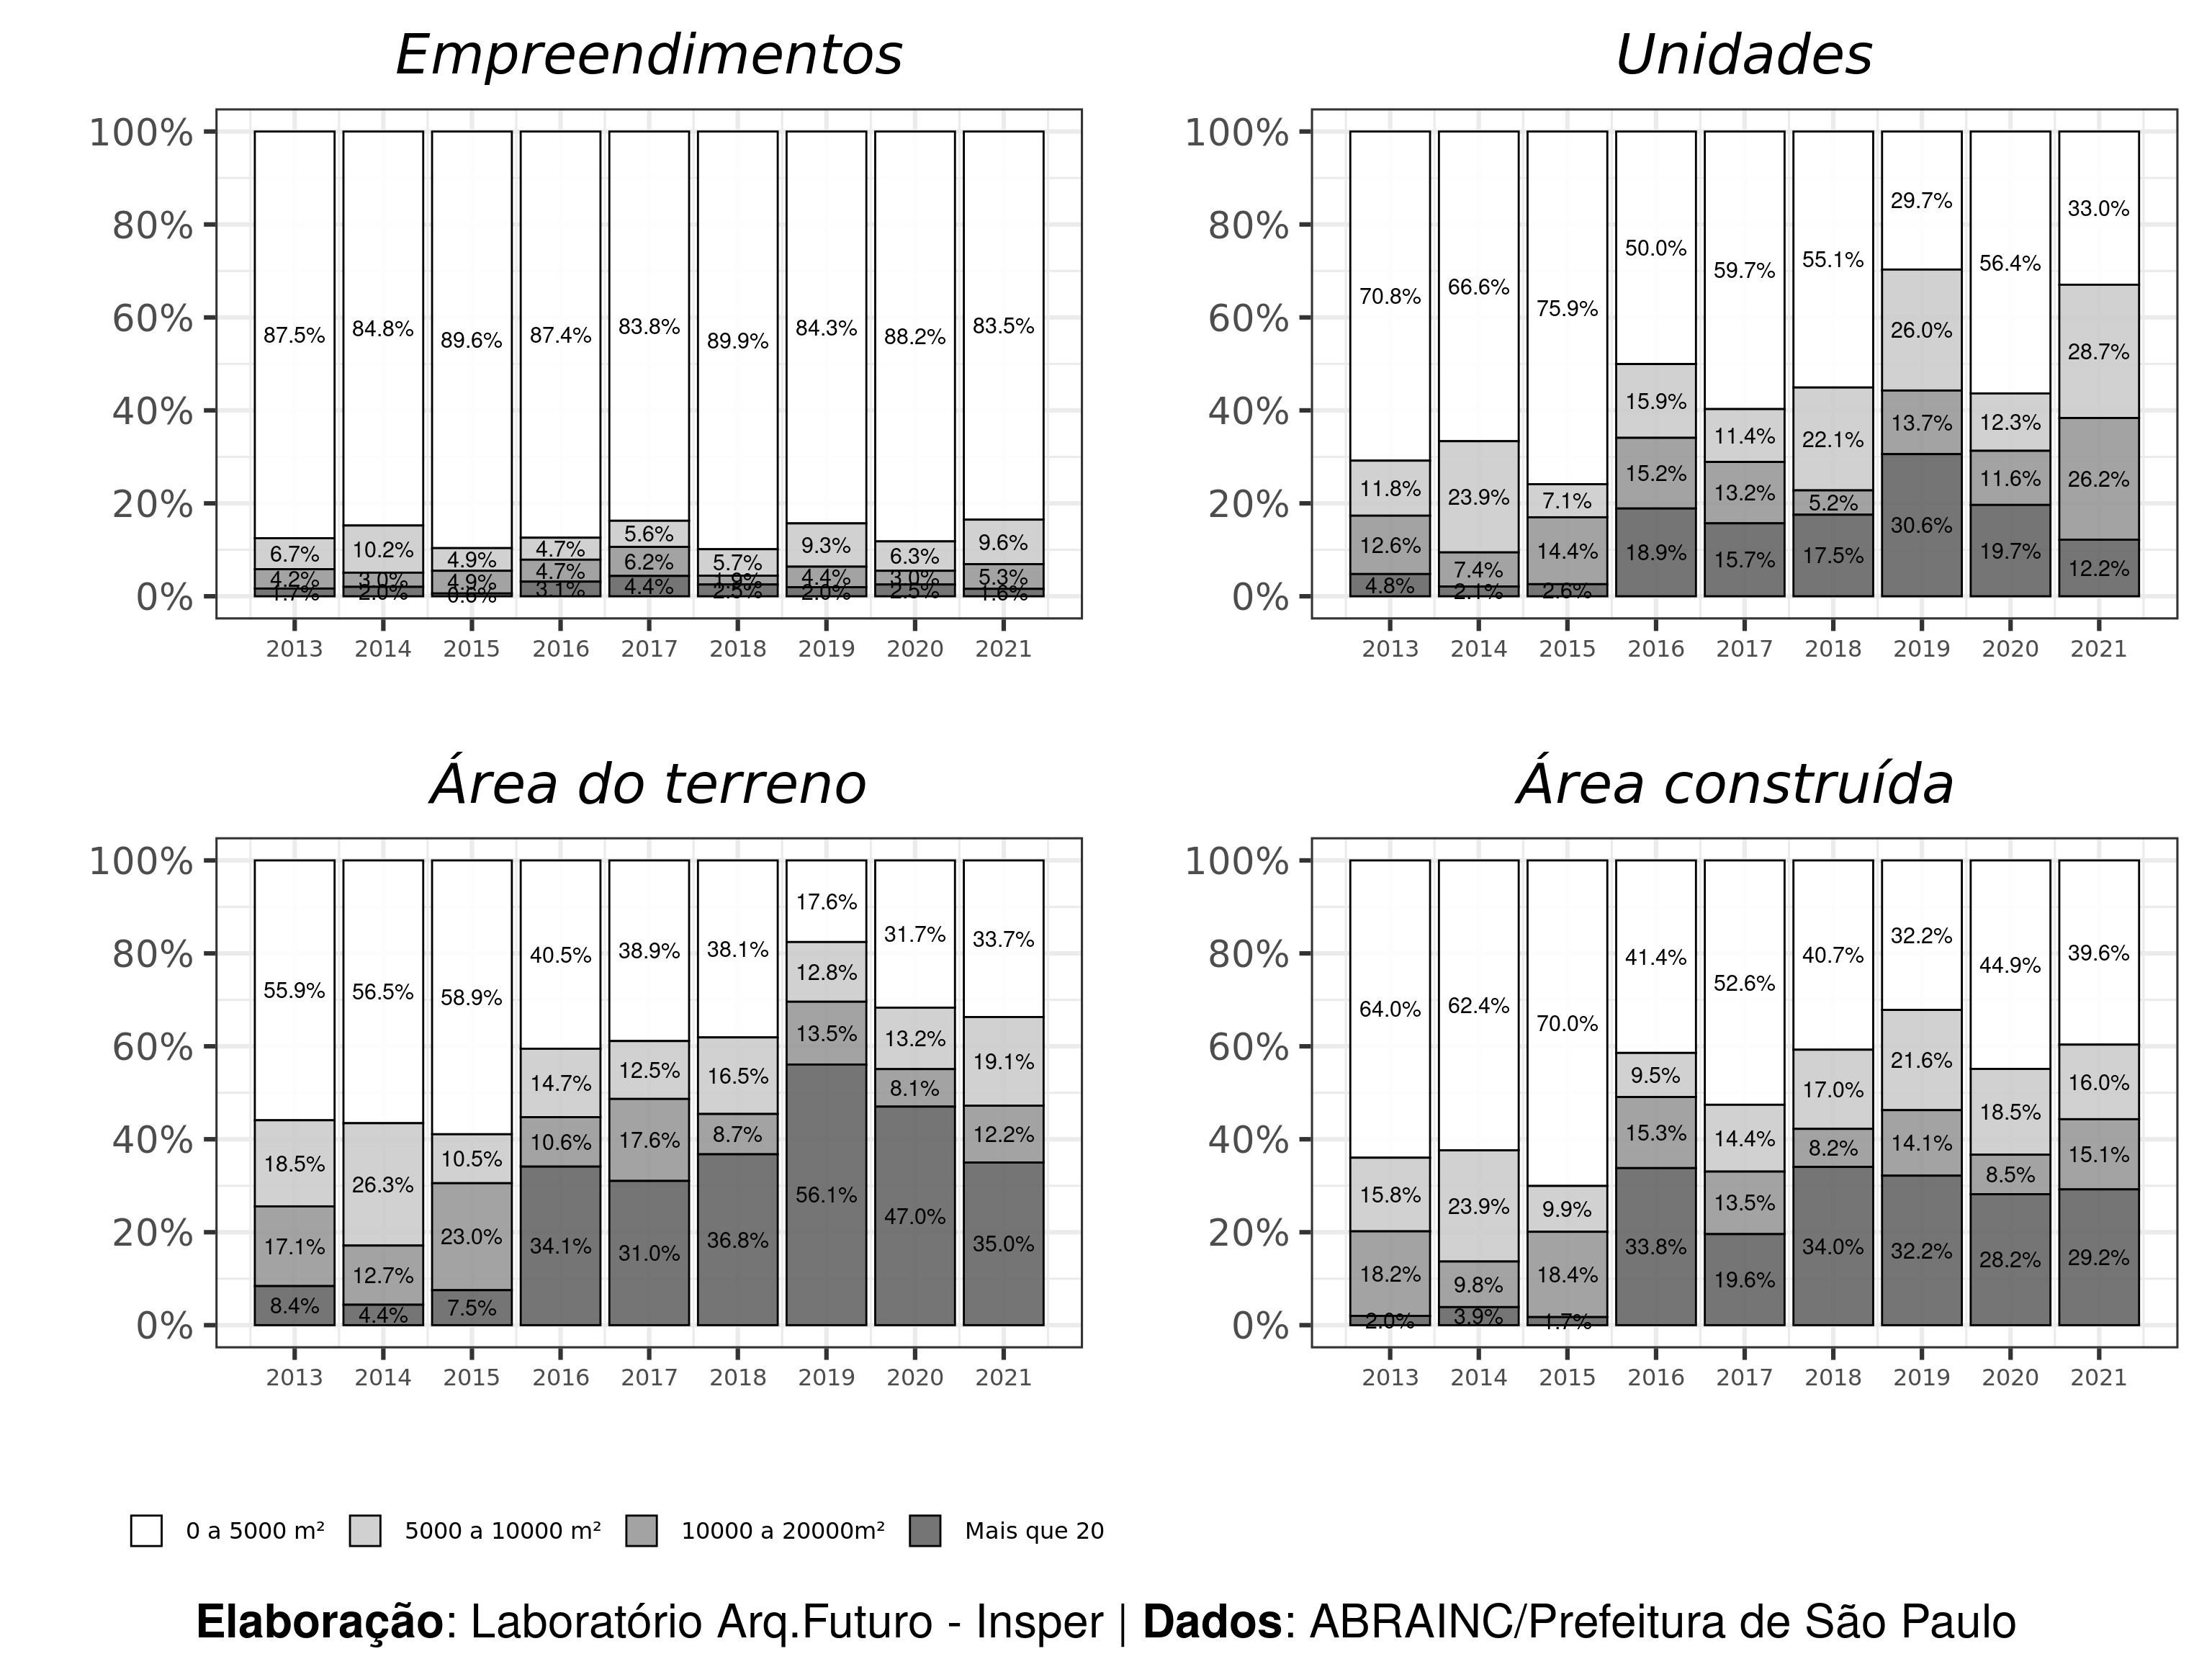 Empreendimentos
100%
80%
60%
40%
20%
0%
87.5% 84.8% 89.6% 87.4% 83.8% 89.9% 84.3% 88.2% 83.5%
6.7% 10.2% 4.9% 4.7% 5.6% 5.7% 9.3% 6.3% 9.6%
4.2% 3.0% 4.9% 4.7% 6.2% 1.9% 4.4% 3.0% 5.3%
1.7% 2.0% 0.6% 3.1% 4.4% 2.5% 2.0% 2.5% 1.6%
2013 2014 2015 2016 2017 2018 2019 2020 2021
Unidades
100%
80%
60%
40%
20%
0%
70.8% 66.6% 75.9% 50.0% 59.7% 55.1% 29.7% 56.4% 33.0%
11.8% 23.9% 7.1% 15.9% 11.4% 22.1% 26.0% 12.3% 28.7%
12.6% 7.4% 14.4% 15.2% 13.2% 5.2% 13.7% 11.6% 26.2%
4.8% 2.1% 2.6% 18.9% 15.7% 17.5% 30.6% 19.7% 12.2%
2013 2014 2015 2016 2017 2018 2019 2020 2021
Área do terreno
100%
80%
60%
40%
20%
0%
55.9% 56.5% 58.9% 40.5% 38.9% 38.1% 17.6% 31.7% 33.7%
18.5% 26.3% 10.5% 14.7% 12.5% 16.5% 12.8% 13.2% 19.1%
17.1% 12.7% 23.0% 10.6% 17.6% 8.7% 13.5% 8.1% 12.2%
8.4% 4.4% 7.5% 34.1% 31.0% 36.8% 56.1% 47.0% 35.0%
2013 2014 2015 2016 2017 2018 2019 2020 2021
Área construída
100%
80%
60%
40%
20%
0%
64.0% 62.4% 70.0% 41.4% 52.6% 40.7% 32.2% 44.9% 39.6%
15.8% 23.9% 9.9% 9.5% 14.4% 17.0% 21.6% 18.5% 16.0%
18.2% 9.8% 18.4% 15.3% 13.5% 8.2% 14.1% 8.5% 15.1%
2.0% 3.9% 1.7% 33.8% 19.6% 34.0% 32.2% 28.2% 29.2%
2013 2014 2015 2016 2017 2018 2019 2020 2021
0 a 5000 m² 5000 a 10000 m² 10000 a 20000m² Mais que 20
Elaboração: Laboratório Arq.Futuro - Insper | Dados: ABRAINC/Prefeitura de São Paulo